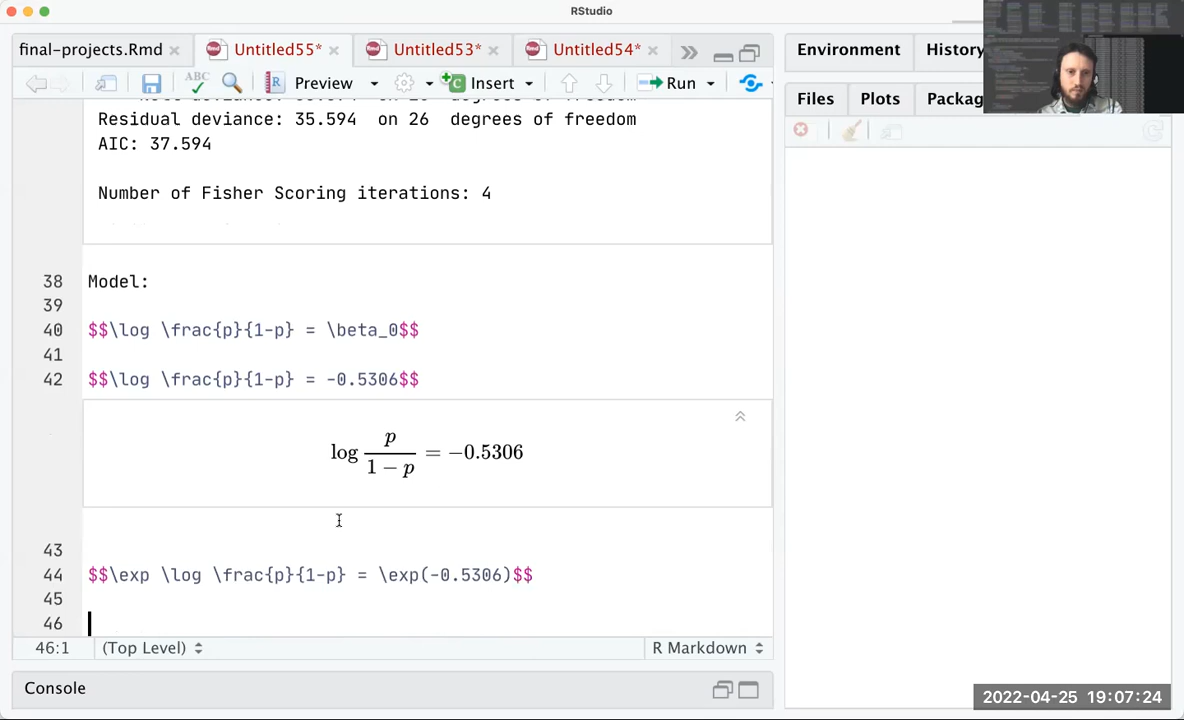 RStudio
final-projects.Rmd
Untitled55*
Untitled53*
Untitled54*
Environment
History
ABC
Preview
Insert
Run
Files
Plots
Packag
Residual deviance: 35.594  on 26  degrees of freedom
AIC: 37.594
Number of Fisher Scoring iterations: 4
38 Model:
39
40 $$\log \frac{p}{1-p} = \beta_0$$
41
42 $$\log \frac{p}{1-p} = -0.5306$$
log p/(1 − p) = −0.5306
43
44 $$\exp \log \frac{p}{1-p} = \exp(-0.5306)$$
45
46
46:1 (Top Level) R Markdown
Console
2022-04-25 19:07:24